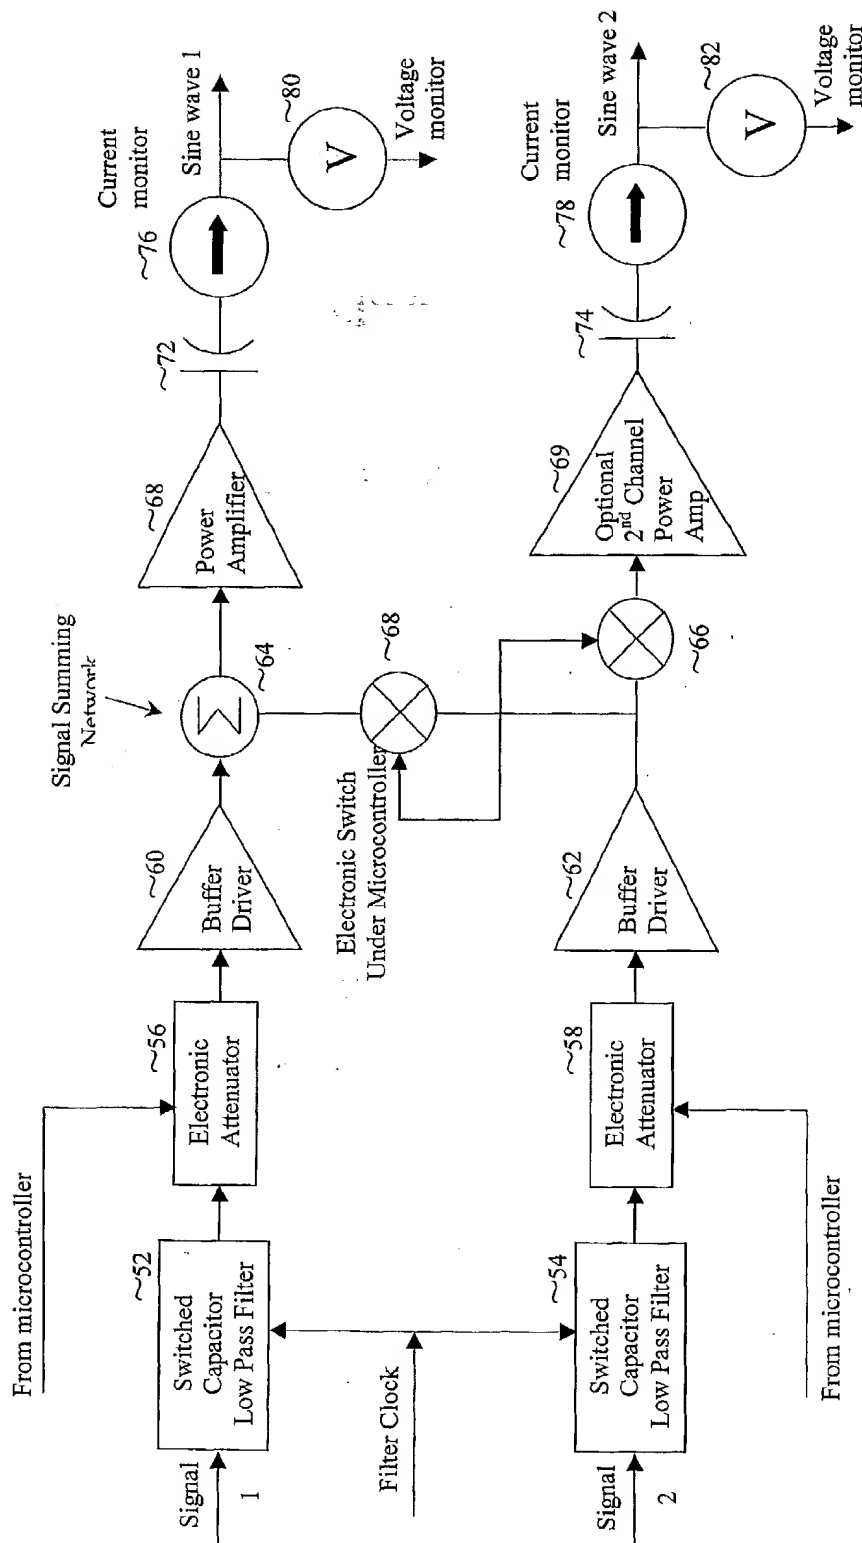 From microcontroller
Signal
1
Switched
Capacitor
Low Pass Filter
~52
Electronic
Attenuator
~56
Buffer
Driver
~60
Signal Summing
Network
Σ
~64
Power
Amplifier
~68
~72
Current
monitor
~76
Sine wave 1
V
~80
Voltage
monitor
Filter Clock
Electronic Switch
Under Microcontroller
~68
Signal
2
Switched
Capacitor
Low Pass Filter
~54
Electronic
Attenuator
~58
From microcontroller
Buffer
Driver
~62
~66
Optional
2nd Channel
Power
Amp
~69
~74
Current
monitor
~78
Sine wave 2
V
~82
Voltage
monitor